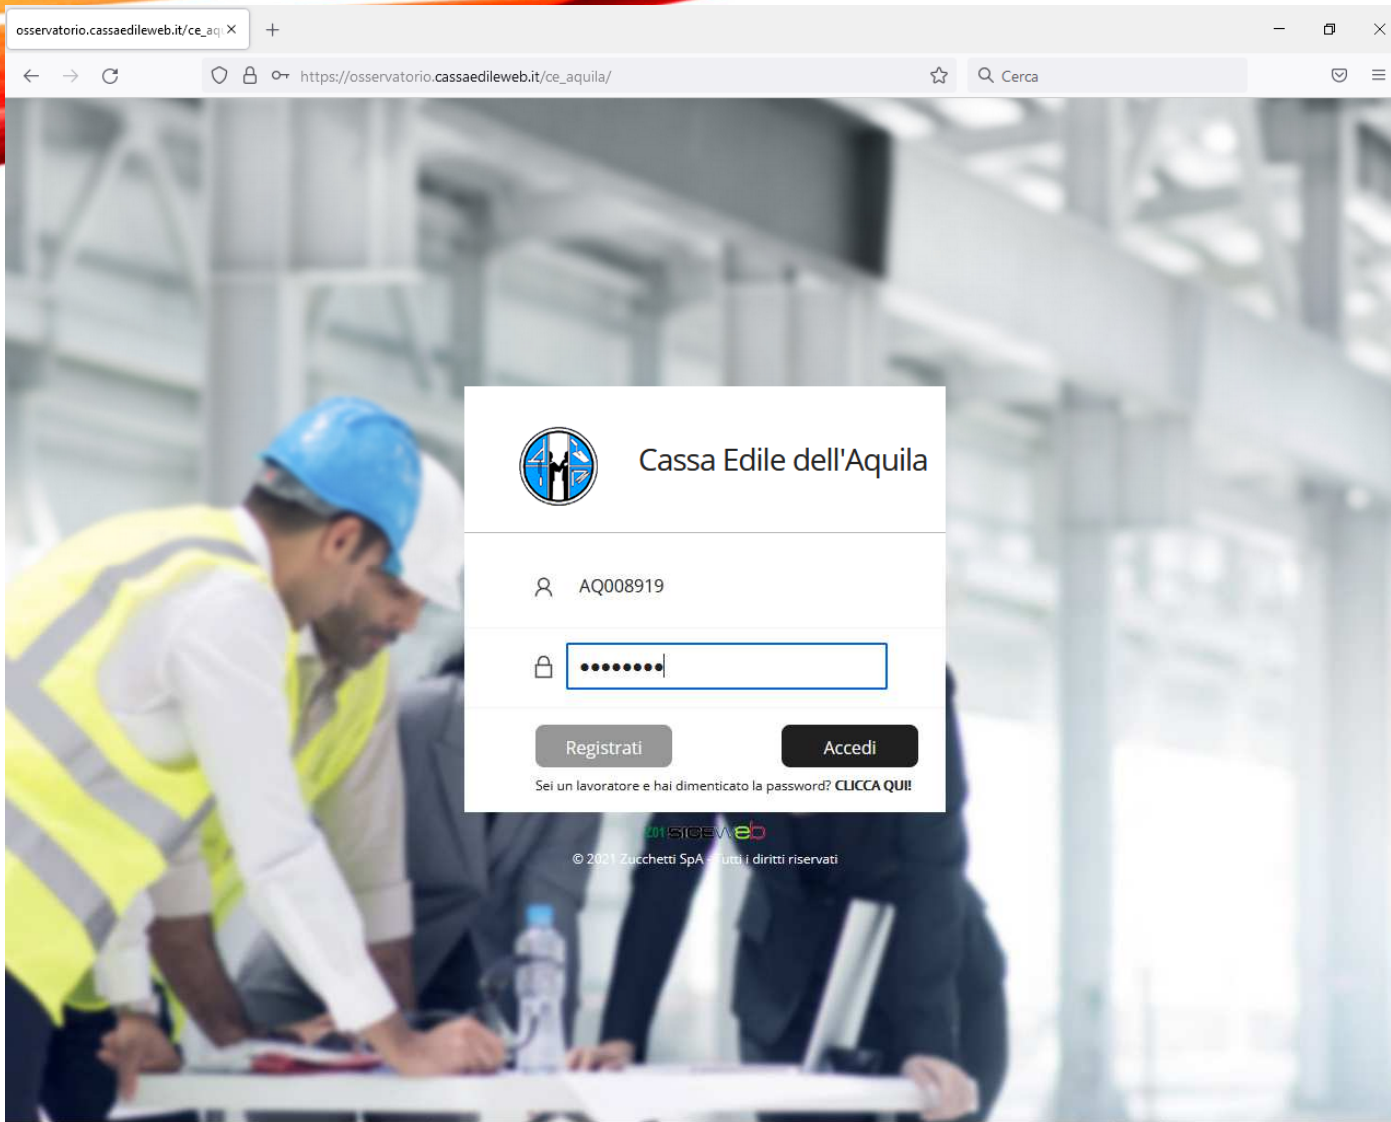 osservatorio.cassaedileweb.it/ce_aq
https://osservatorio.cassaedileweb.it/ce_aquila/
Cerca
Cassa Edile dell'Aquila
AQ008919
Registrati
Accedi
Sei un lavoratore e hai dimenticato la password? CLICCA QUI!
Z01 SICEWeb
© 2021 Zucchetti SpA - Tutti i diritti riservati